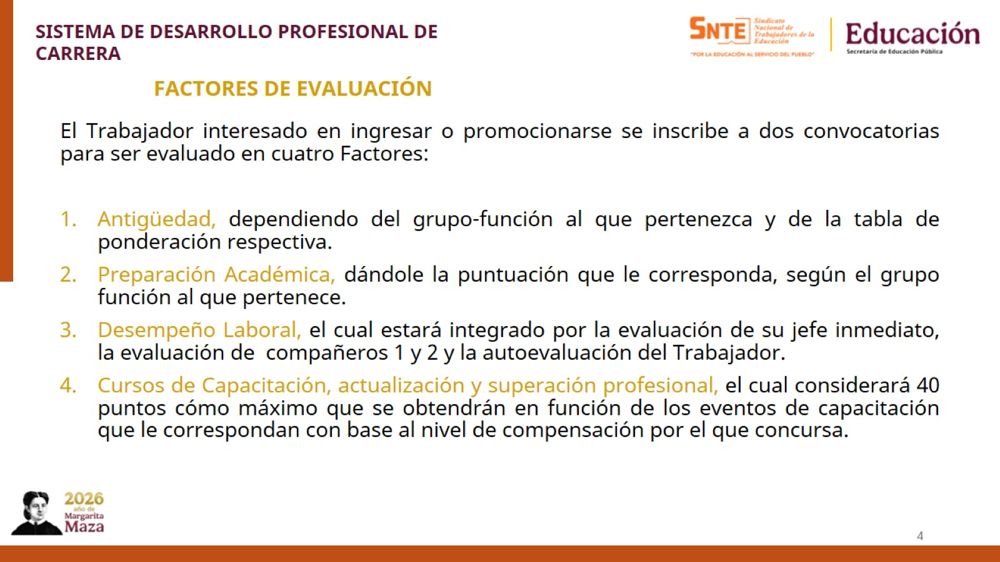 SISTEMA DE DESARROLLO PROFESIONAL DE
CARRERA
SNTE
Sindicato
Nacional de
Trabajadores de la
Educación
"POR LA EDUCACIÓN AL SERVICIO DEL PUEBLO"
Educación
Secretaría de Educación Pública
FACTORES DE EVALUACIÓN
El Trabajador interesado en ingresar o promocionarse se inscribe a dos convocatorias
para ser evaluado en cuatro Factores:
1. Antigüedad, dependiendo del grupo-función al que pertenezca y de la tabla de
ponderación respectiva.
2. Preparación Académica, dándole la puntuación que le corresponda, según el grupo
función al que pertenece.
3. Desempeño Laboral, el cual estará integrado por la evaluación de su jefe inmediato,
la evaluación de  compañeros 1 y 2 y la autoevaluación del Trabajador.
4. Cursos de Capacitación, actualización y superación profesional, el cual considerará 40
puntos cómo máximo que se obtendrán en función de los eventos de capacitación
que le correspondan con base al nivel de compensación por el que concursa.
2026
año de
Margarita
Maza
4